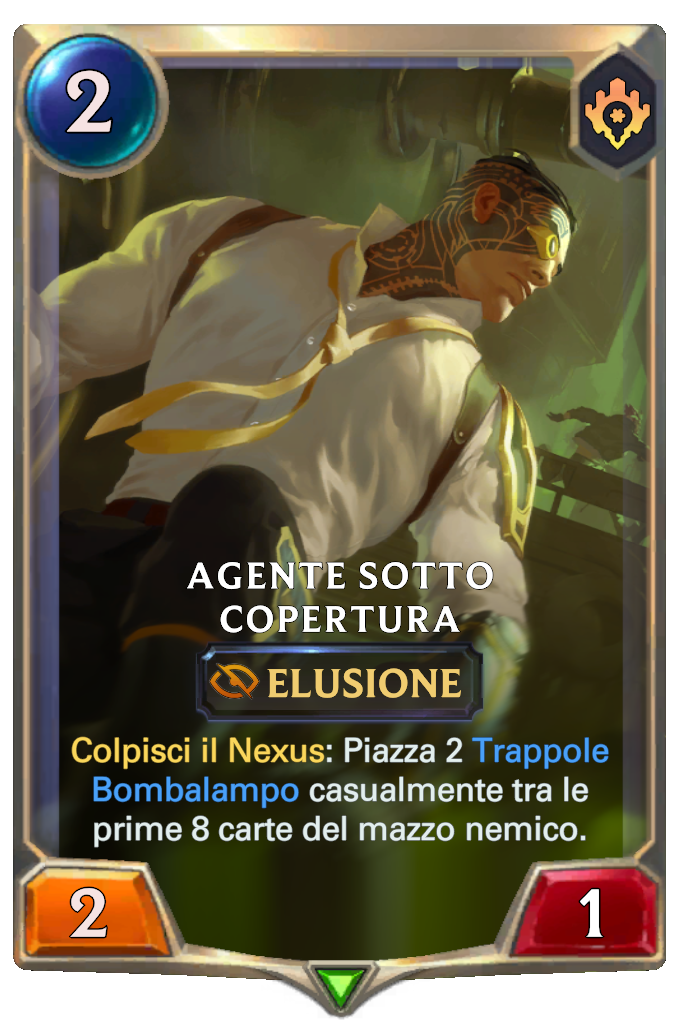 2
AGENTE SOTTO
COPERTURA
ELUSIONE
Colpisci il Nexus: Piazza 2 Trappole
Bombalampo casualmente tra le
prime 8 carte del mazzo nemico.
2
1